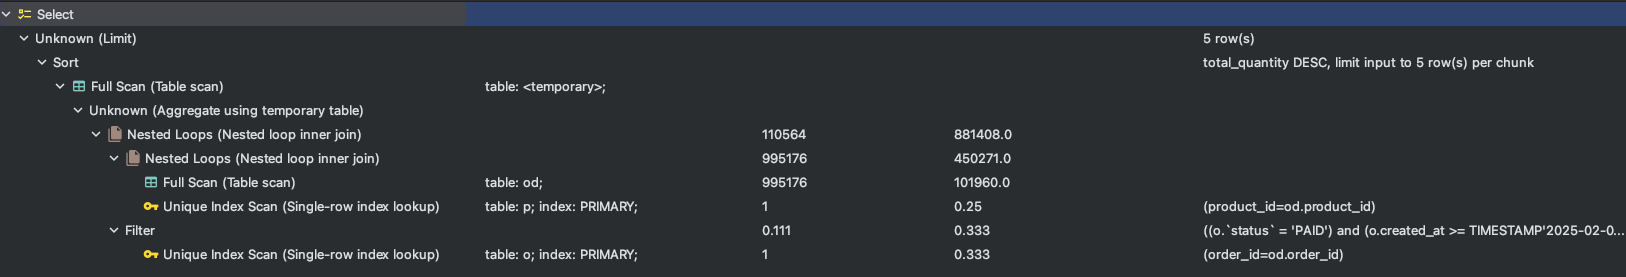 Select
Unknown (Limit) 5 row(s)
Sort total_quantity DESC, limit input to 5 row(s) per chunk
Full Scan (Table scan) table: <temporary>;
Unknown (Aggregate using temporary table)
Nested Loops (Nested loop inner join) 110564 881408.0
Nested Loops (Nested loop inner join) 995176 450271.0
Full Scan (Table scan) table: od; 995176 101960.0
Unique Index Scan (Single-row index lookup) table: p; index: PRIMARY; 1 0.25 (product_id=od.product_id)
Filter 0.111 0.333 ((o.`status` = 'PAID') and (o.created_at >= TIMESTAMP'2025-02-0...
Unique Index Scan (Single-row index lookup) table: o; index: PRIMARY; 1 0.333 (order_id=od.order_id)